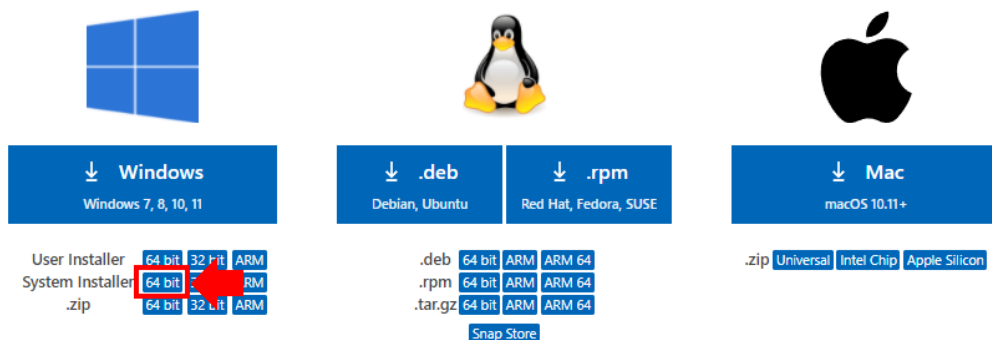 Windows
Windows 7, 8, 10, 11
User Installer 64 bit 32 bit ARM
System Installer 64 bit
.zip 64 bit 32 bit ARM
.deb
Debian, Ubuntu
.rpm
Red Hat, Fedora, SUSE
.deb 64 bit ARM ARM 64
.rpm 64 bit ARM ARM 64
.tar.gz 64 bit ARM ARM 64
Snap Store
Mac
macOS 10.11+
.zip Universal Intel Chip Apple Silicon